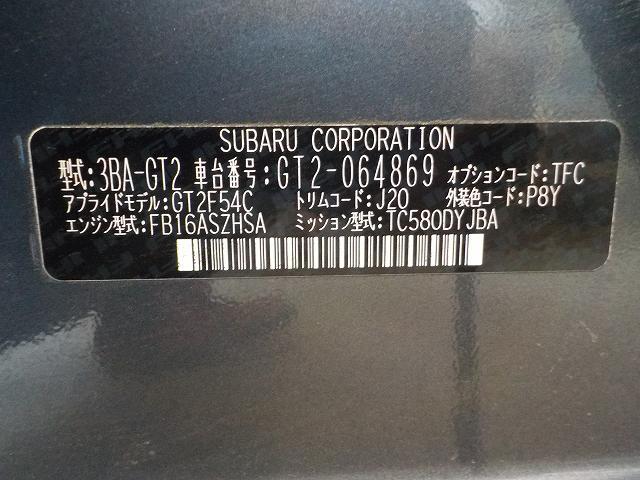 SUBARU CORPORATION
型式:3BA-GT2 車台番号:GT2-064869 オプションコード:TFC
アプライドモデル:GT2F54C トリムコード:J20 外装色コード:P8Y
エンジン型式:FB16ASZHSA ミッション型式:TC580DYJBA